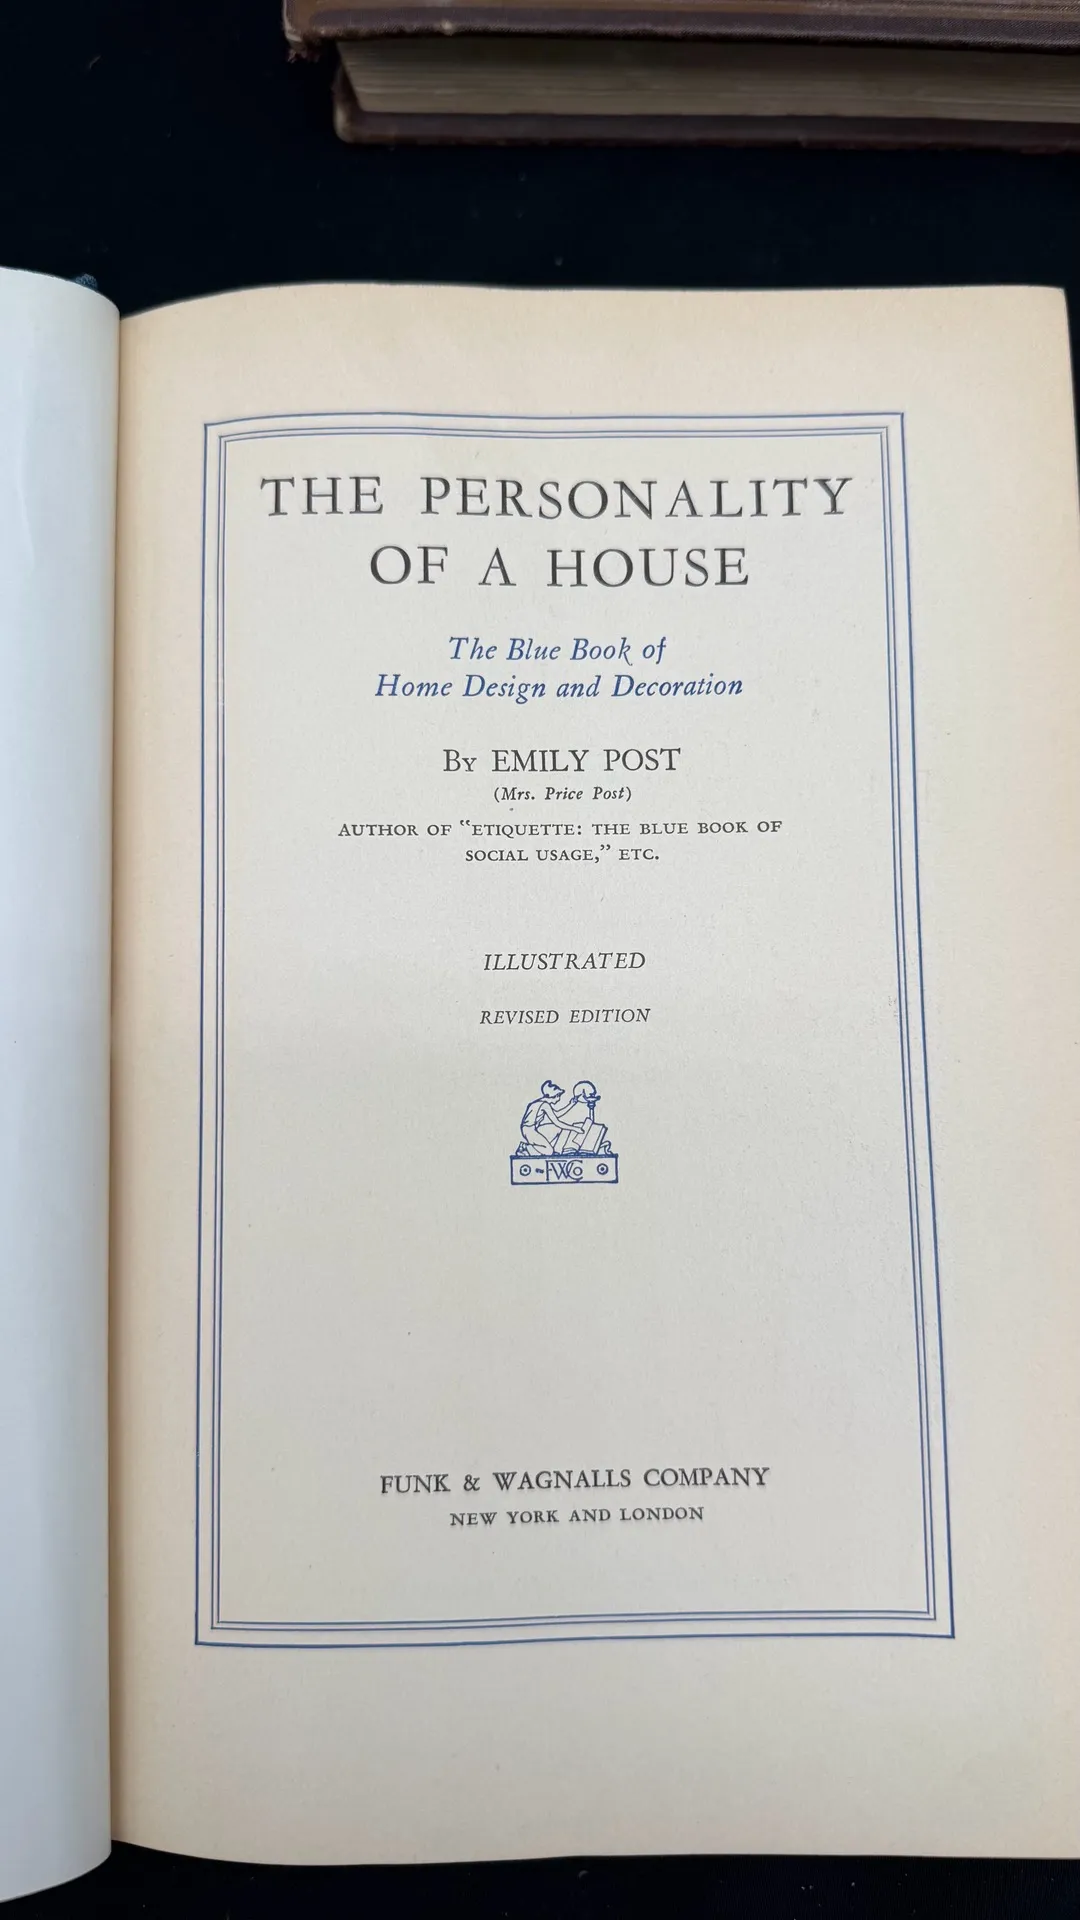 THE PERSONALITY
OF A HOUSE
The Blue Book of
Home Design and Decoration
By EMILY POST
(Mrs. Price Post)
AUTHOR OF "ETIQUETTE: THE BLUE BOOK OF
SOCIAL USAGE," ETC.
ILLUSTRATED
REVISED EDITION
F·W·Co
FUNK & WAGNALLS COMPANY
NEW YORK AND LONDON